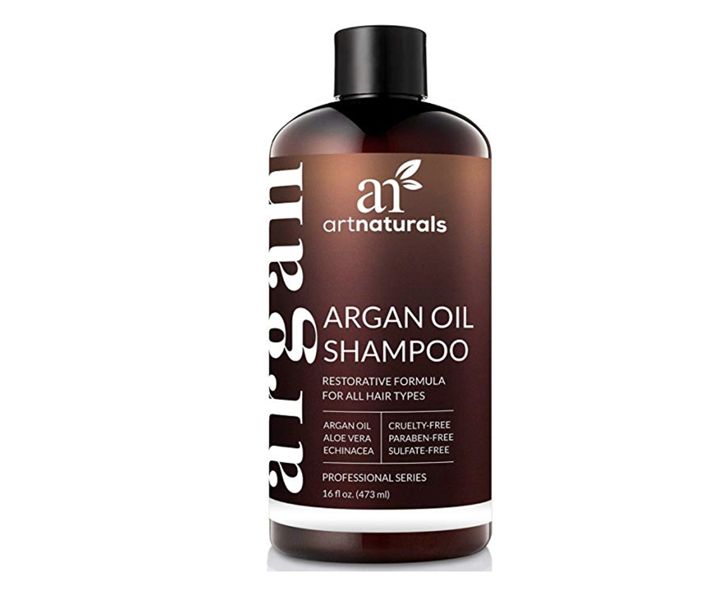 argan
an
artnaturals
ARGAN OIL
SHAMPOO
RESTORATIVE FORMULA
FOR ALL HAIR TYPES
ARGAN OIL
ALOE VERA
ECHINACEA
CRUELTY-FREE
PARABEN-FREE
SULFATE-FREE
PROFESSIONAL SERIES
16 fl oz. (473 ml)